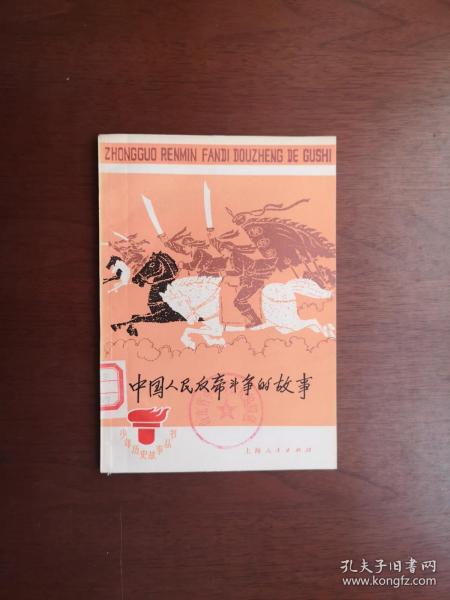 ZHONGGUO RENMIN FANDI DOUZHENG DE GUSHI
中国人民反帝斗争的故事
少年历史故事丛书
上海人民出版社
孔夫子旧书网
www.kongfz.com